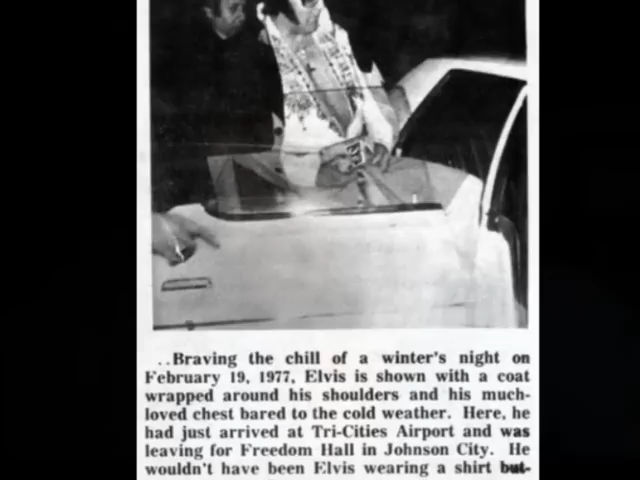 ..Braving the chill of a winter's night on
February 19, 1977, Elvis is shown with a coat
wrapped around his shoulders and his much-
loved chest bared to the cold weather. Here, he
had just arrived at Tri-Cities Airport and was
leaving for Freedom Hall in Johnson City. He
wouldn't have been Elvis wearing a shirt but-